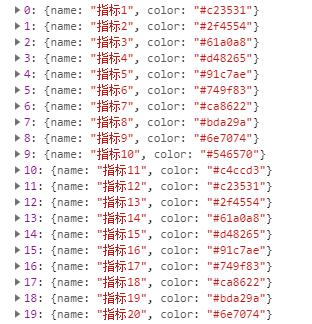 0: {name: "指标1", color: "#c23531"}
1: {name: "指标2", color: "#2f4554"}
2: {name: "指标3", color: "#61a0a8"}
3: {name: "指标4", color: "#d48265"}
4: {name: "指标5", color: "#91c7ae"}
5: {name: "指标6", color: "#749f83"}
6: {name: "指标7", color: "#ca8622"}
7: {name: "指标8", color: "#bda29a"}
8: {name: "指标9", color: "#6e7074"}
9: {name: "指标10", color: "#546570"}
10: {name: "指标11", color: "#c4ccd3"}
11: {name: "指标12", color: "#c23531"}
12: {name: "指标13", color: "#2f4554"}
13: {name: "指标14", color: "#61a0a8"}
14: {name: "指标15", color: "#d48265"}
15: {name: "指标16", color: "#91c7ae"}
16: {name: "指标17", color: "#749f83"}
17: {name: "指标18", color: "#ca8622"}
18: {name: "指标19", color: "#bda29a"}
19: {name: "指标20", color: "#6e7074"}